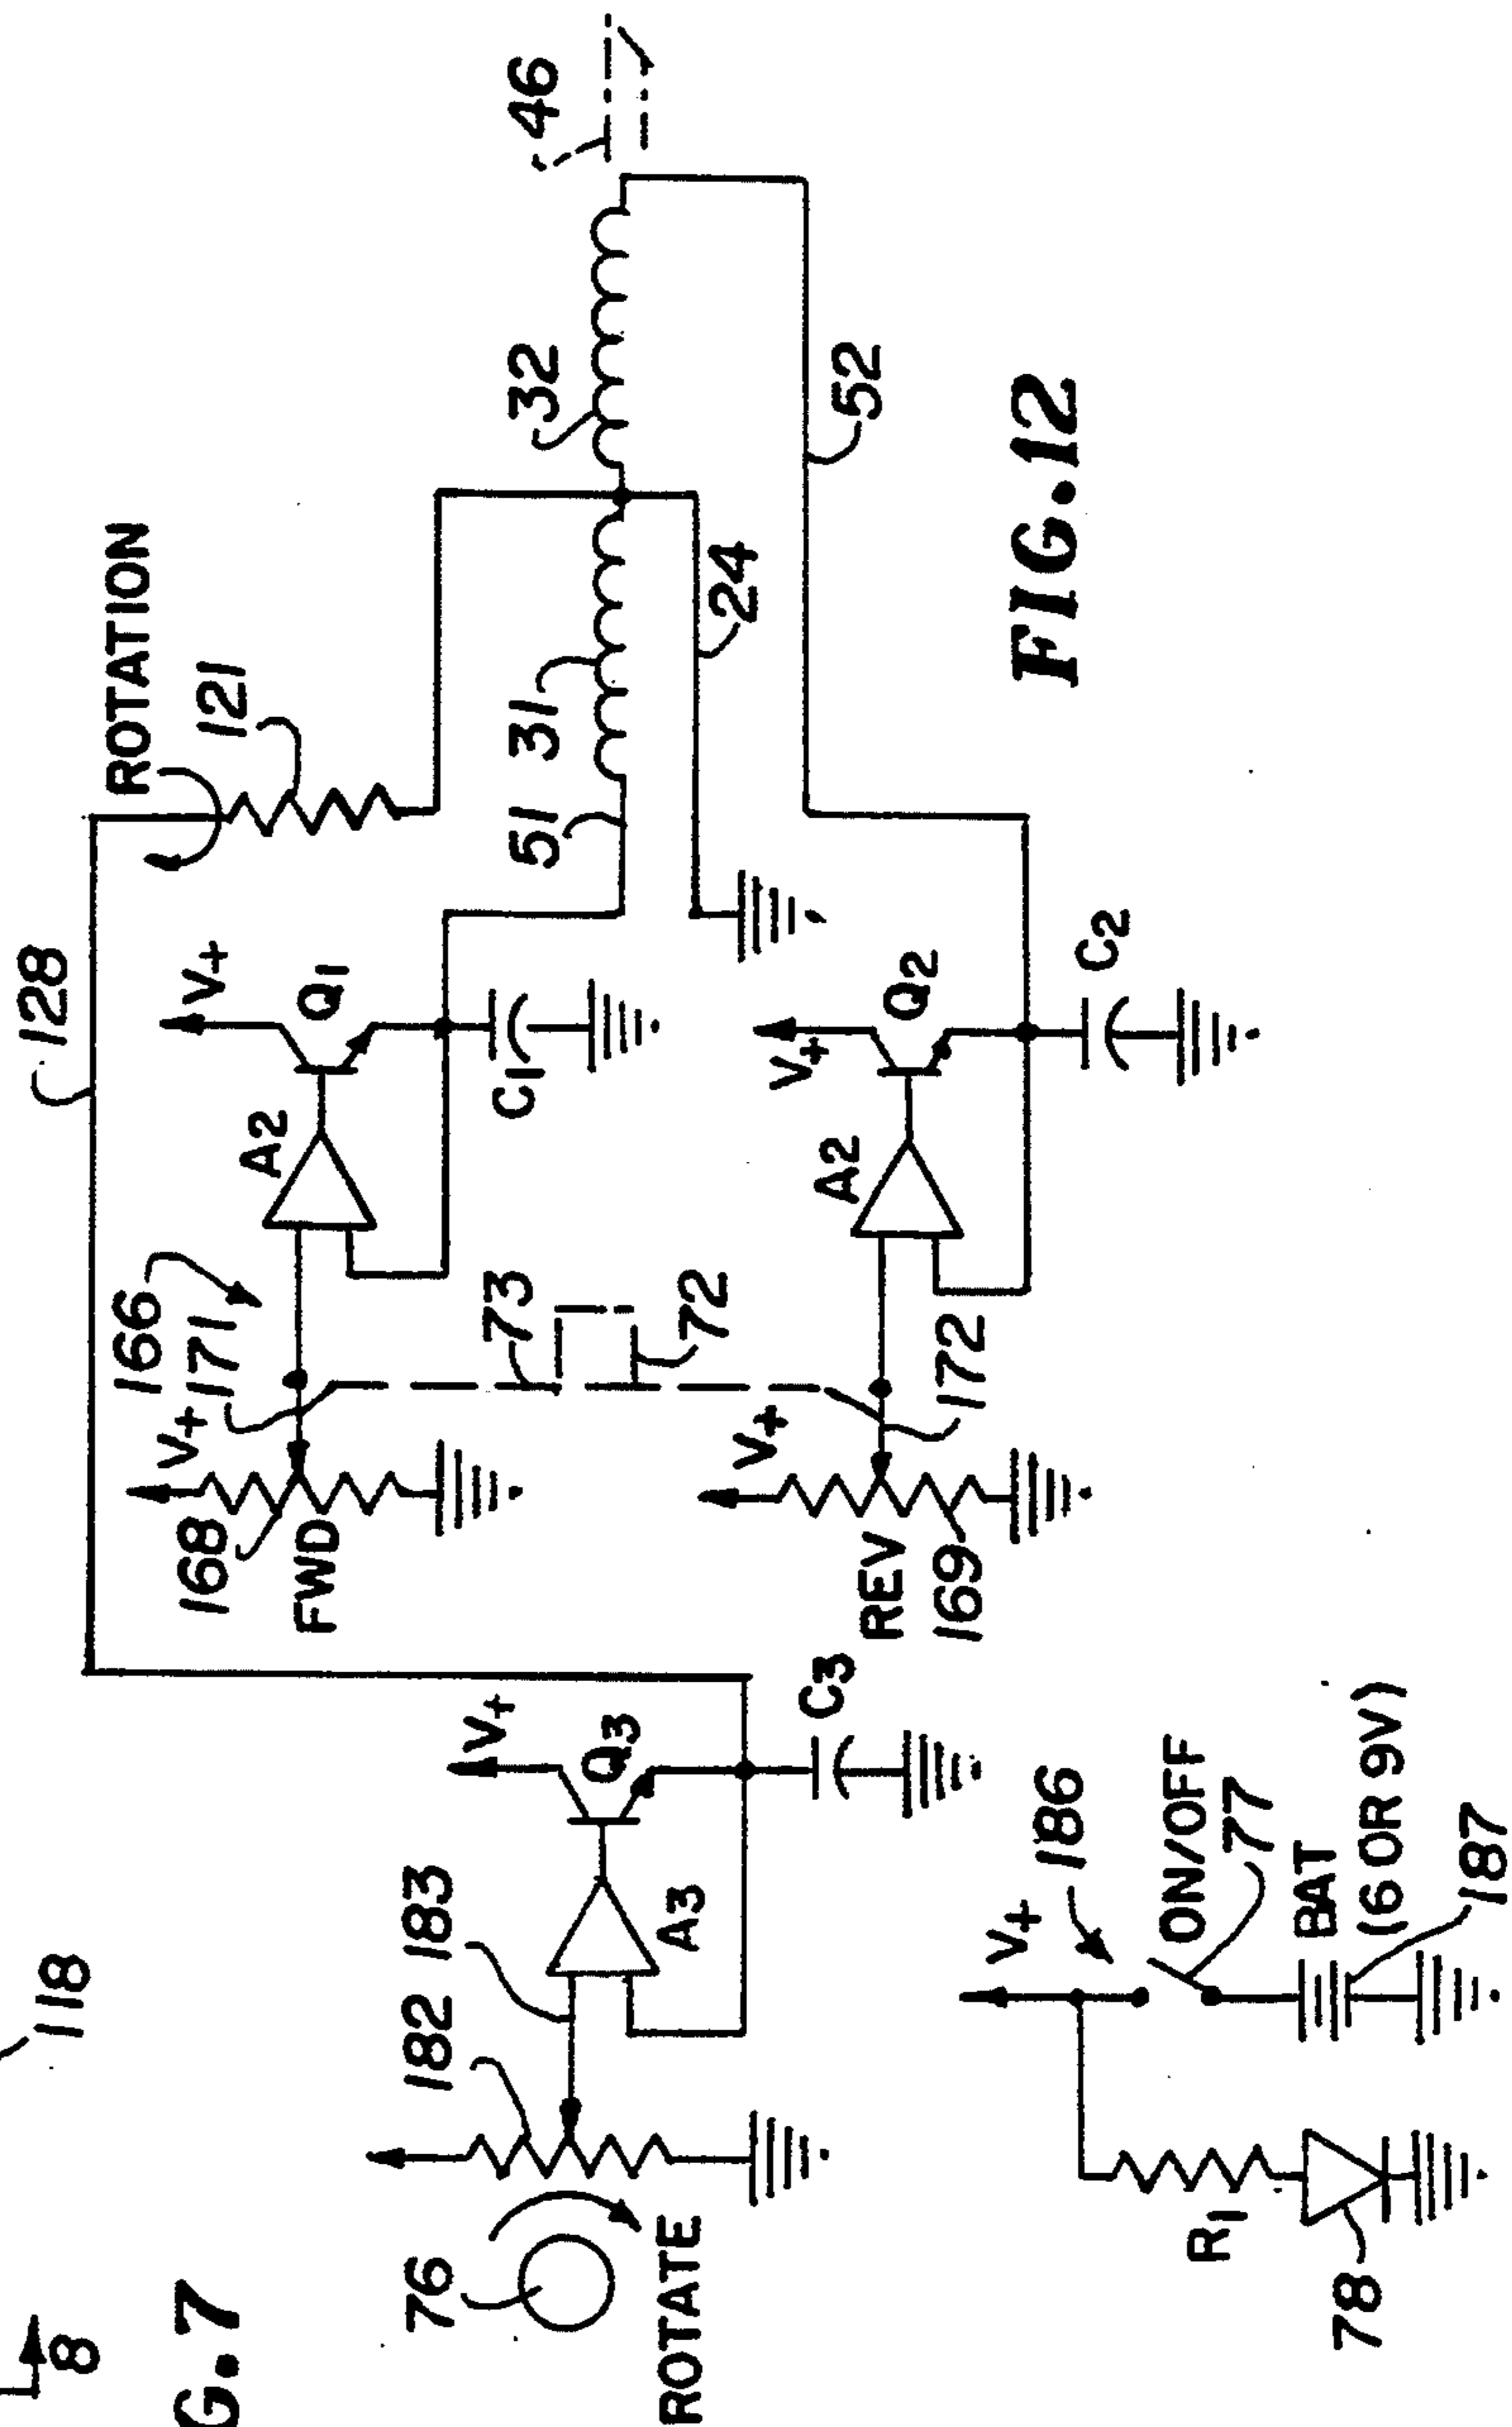 118
8
G.7
128
ROTATION
121
166
171
V+
V+
A2
Q1
168
FWD
C1
51
31
32
46
24
52
73
72
V+
V+
A2
Q2
REV
169
172
C2
182
183
V+
Q3
A3
C3
76
ROTATE
V+
186
ON/OFF
77
BAT
(6 OR 9V)
187
R1
78
FIG.12